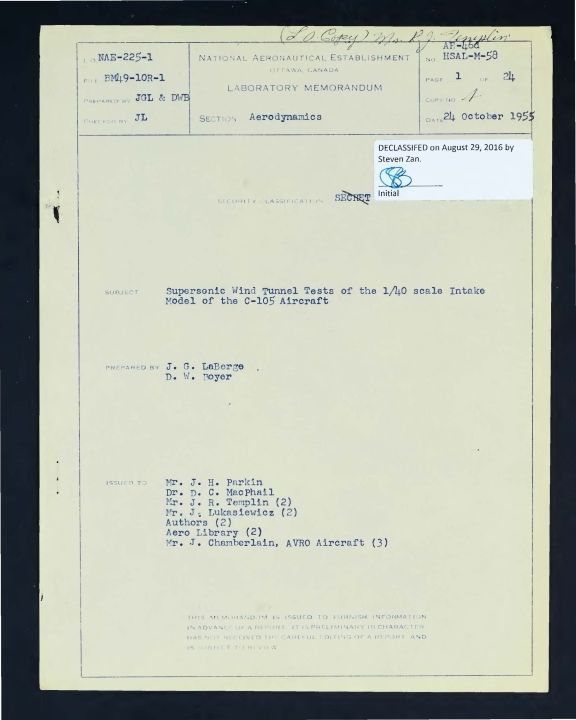 (L.O Copy) Mr. R.J. Templin
NAE-225-1
NATIONAL AERONAUTICAL ESTABLISHMENT
OTTAWA, CANADA
AE-46d
NO. HSAL-M-58
FILE BM49-10R-1
LABORATORY MEMORANDUM
PAGE 1 OF 24
PREPARED BY JGL & DWB
COPY NO 1
CHECKED BY JL
SECTION Aerodynamics
DATE 24 October 1955
DECLASSIFED on August 29, 2016 by
Steven Zan.
Initial
SECURITY CLASSIFICATION SECRET
SUBJECT Supersonic Wind Tunnel Tests of the 1/40 scale Intake
Model of the C-105 Aircraft
PREPARED BY J. G. LaBerge
D. W. Boyer
ISSUED TO Mr. J. H. Parkin
Dr. D. C. MacPhail
Mr. J. R. Templin (2)
Mr. J. Lukasiewicz (2)
Authors (2)
Aero Library (2)
Mr. J. Chamberlain, AVRO Aircraft (3)
THIS MEMORANDUM IS ISSUED TO FURNISH INFORMATION
IN ADVANCE OF A REPORT. IT IS PRELIMINARY IN CHARACTER,
HAS NOT RECEIVED THE CAREFUL EDITING OF A REPORT, AND
IS SUBJECT TO REVIEW.